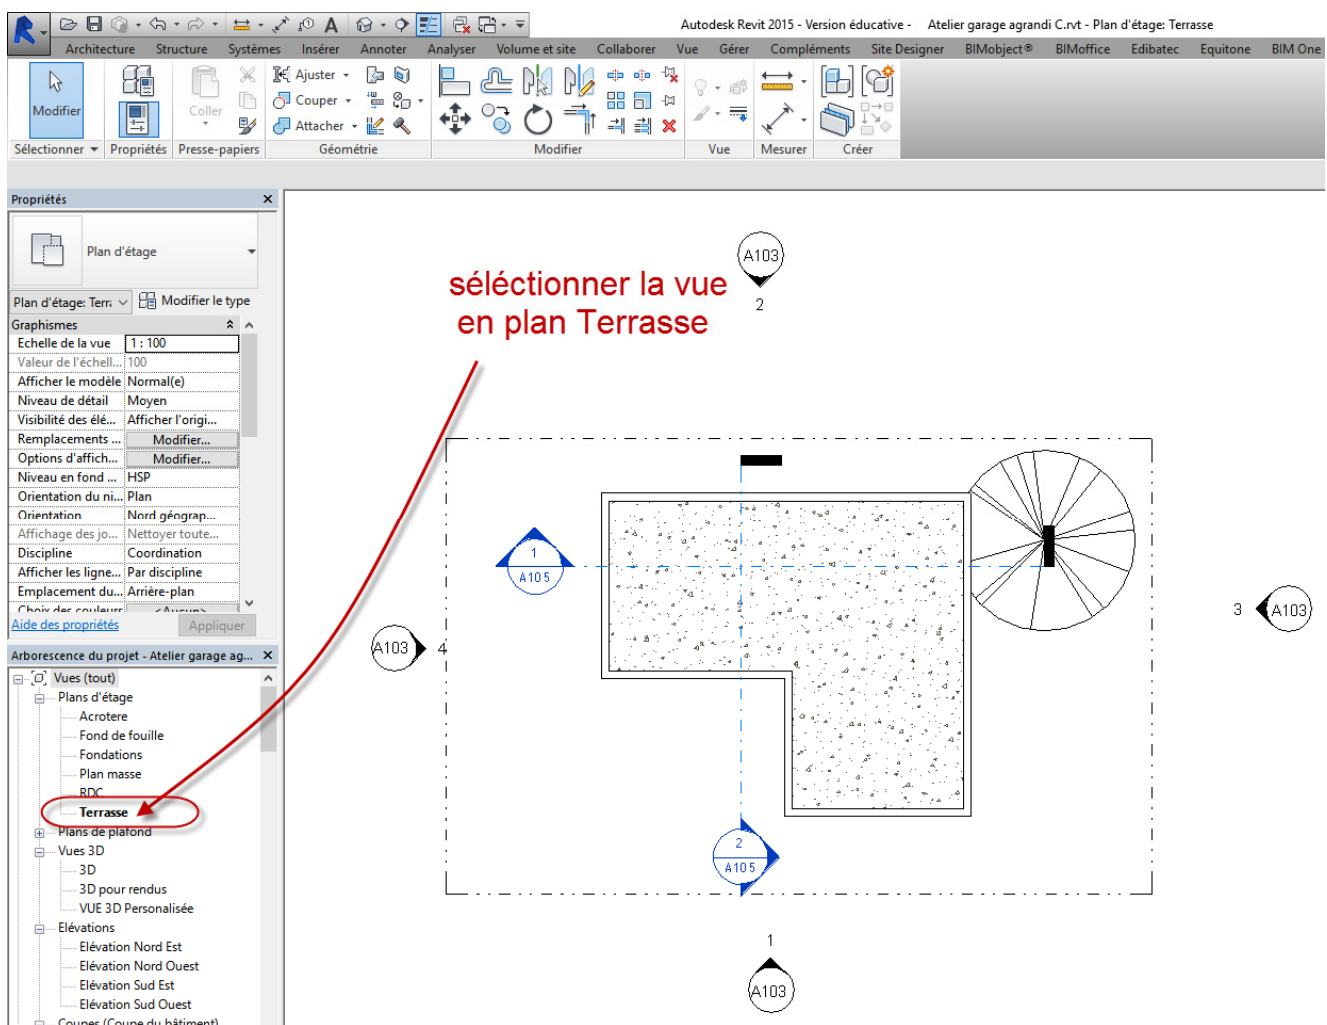 Autodesk Revit 2015 - Version éducative -    Atelier garage agrandi C.rvt - Plan d'étage: Terrasse
Architecture Structure Systèmes Insérer Annoter Analyser Volume et site Collaborer Vue Gérer Compléments Site Designer BIMobject® BIMoffice Edibatec Equitone BIM One
Modifier
Coller
Ajuster
Couper
Attacher
Sélectionner Propriétés Presse-papiers Géométrie Modifier Vue Mesurer Créer
Propriétés
Plan d'étage
Plan d'étage: Terra Modifier le type
Graphismes
Echelle de la vue 1 : 100
Valeur de l'échell... 100
Afficher le modèle Normal(e)
Niveau de détail Moyen
Visibilité des élé... Afficher l'origi...
Remplacements ... Modifier...
Options d'affich... Modifier...
Niveau en fond ... HSP
Orientation du ni... Plan
Orientation Nord géograp...
Affichage des jo... Nettoyer toute...
Discipline Coordination
Afficher les ligne... Par discipline
Emplacement du... Arrière-plan
Choix des couleurs <Aucun>
Aide des propriétés Appliquer
Arborescence du projet - Atelier garage ag...
Vues (tout)
Plans d'étage
Acrotere
Fond de fouille
Fondations
Plan masse
RDC
Terrasse
Plans de plafond
Vues 3D
3D
3D pour rendus
VUE 3D Personalisée
Elévations
Elévation Nord Est
Elévation Nord Ouest
Elévation Sud Est
Elévation Sud Ouest
Coupes (Coupe du bâtiment)
séléctionner la vue
en plan Terrasse
A103
2
1
A105
A103 4
3 A103
2
A105
1
A103